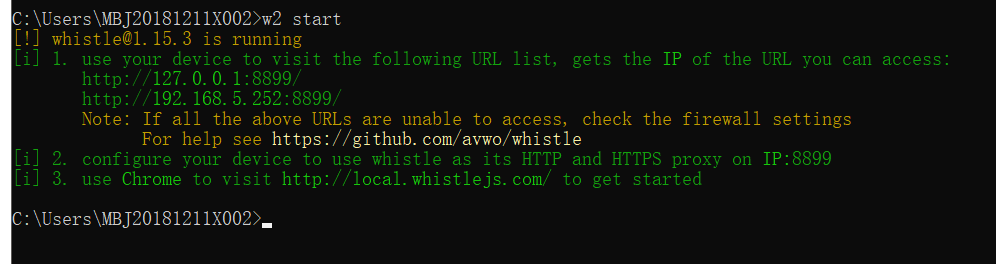 C:\Users\MBJ20181211X002>w2 start
[!] whistle@1.15.3 is running
[i] 1. use your device to visit the following URL list, gets the IP of the URL you can access:
http://127.0.0.1:8899/
http://192.168.5.252:8899/
Note: If all the above URLs are unable to access, check the firewall settings
For help see https://github.com/avwo/whistle
[i] 2. configure your device to use whistle as its HTTP and HTTPS proxy on IP:8899
[i] 3. use Chrome to visit http://local.whistlejs.com/ to get started
C:\Users\MBJ20181211X002>